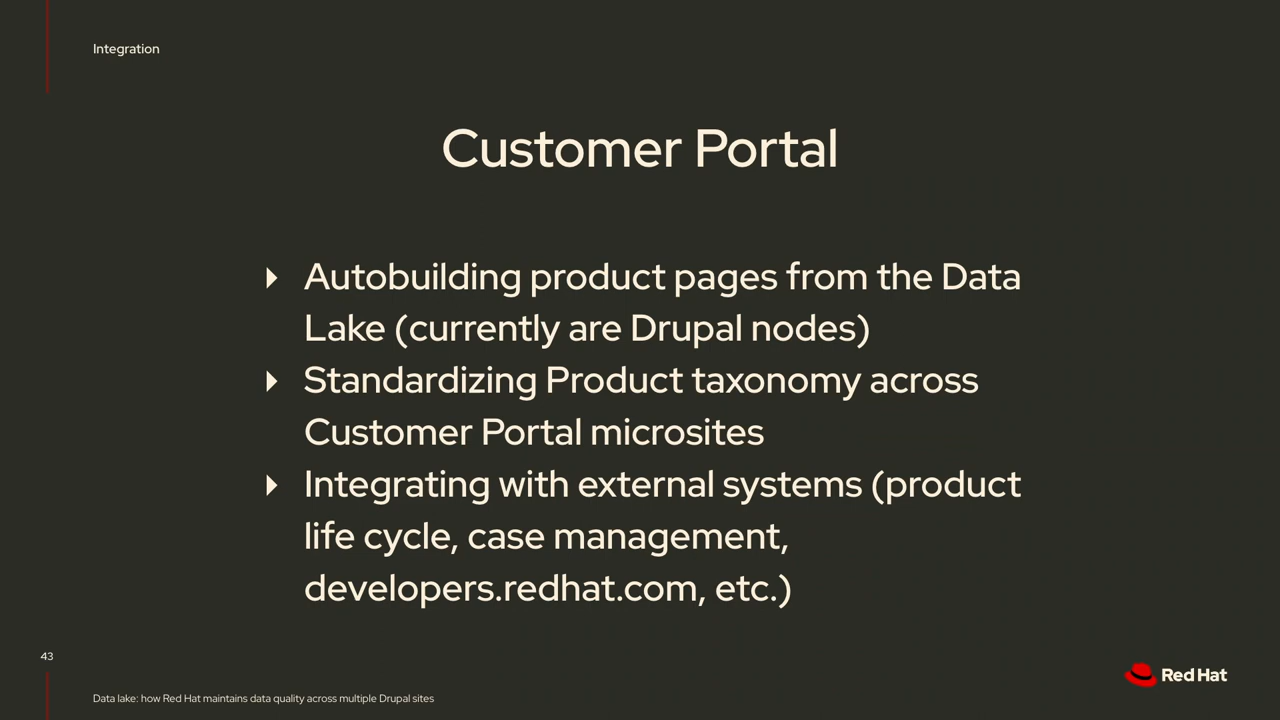 Integration
Customer Portal
Autobuilding product pages from the Data
Lake (currently are Drupal nodes)
Standardizing Product taxonomy across
Customer Portal microsites
Integrating with external systems (product
life cycle, case management,
developers.redhat.com, etc.)
43
Red Hat
Data lake: how Red Hat maintains data quality across multiple Drupal sites